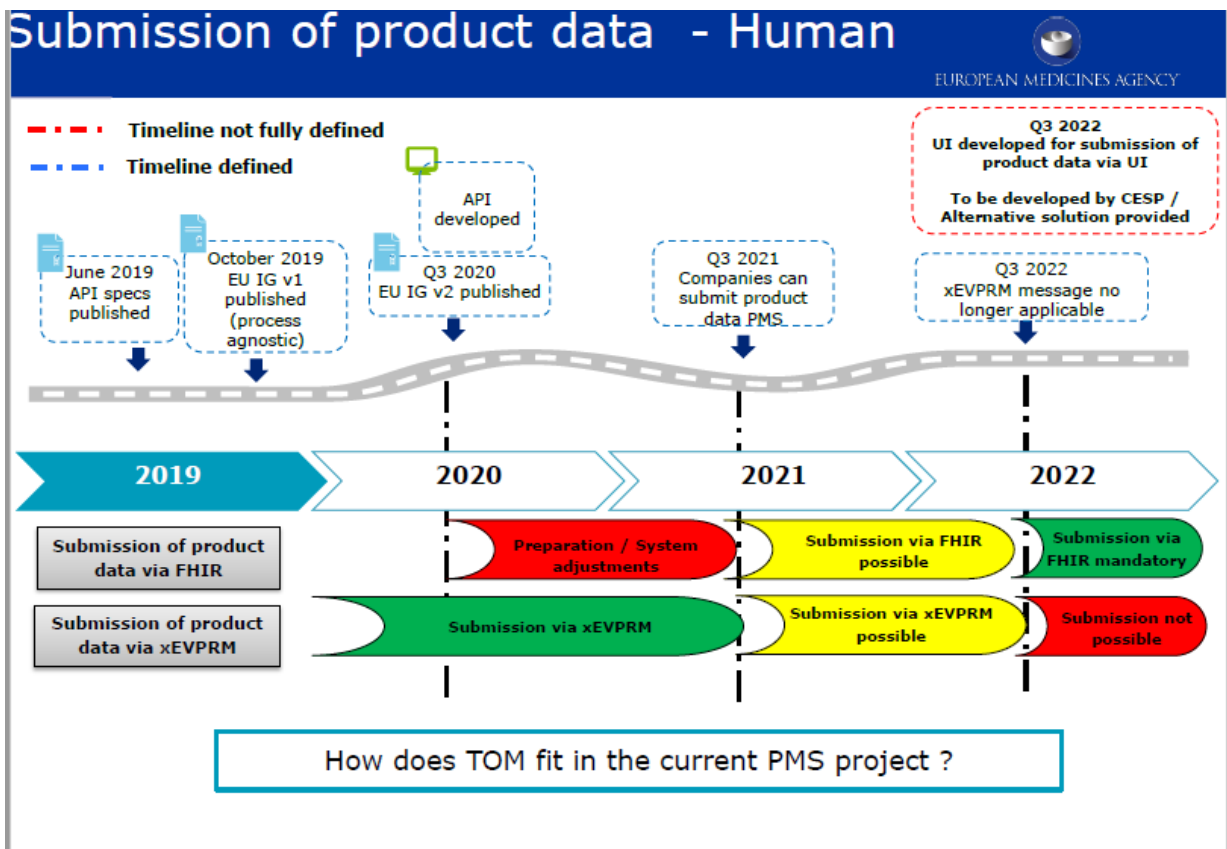 Submission of product data - Human
EUROPEAN MEDICINES AGENCY
Timeline not fully defined
Timeline defined
June 2019
API specs
published
October 2019
EU IG v1
published
(process
agnostic)
API
developed
Q3 2020
EU IG v2 published
Q3 2021
Companies can
submit product
data PMS
Q3 2022
UI developed for submission of
product data via UI
To be developed by CESP /
Alternative solution provided
Q3 2022
xEVPRM message no
longer applicable
2019
2020
2021
2022
Submission of product
data via FHIR
Preparation / System
adjustments
Submission via FHIR
possible
Submission via
FHIR mandatory
Submission of product
data via xEVPRM
Submission via xEVPRM
Submission via xEVPRM
possible
Submission not
possible
How does TOM fit in the current PMS project ?